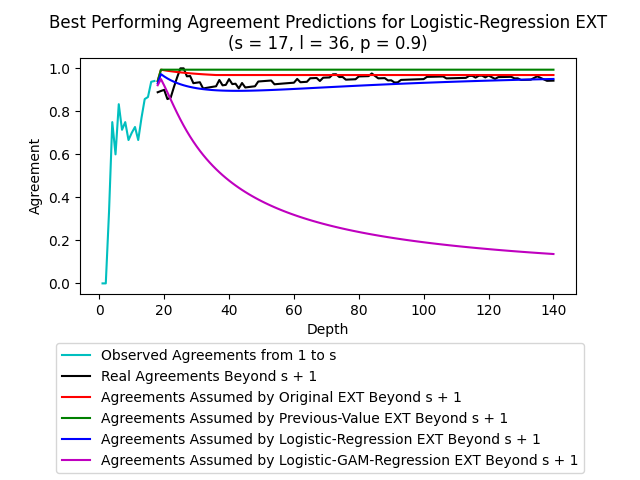 Best Performing Agreement Predictions for Logistic-Regression EXT
(s = 17, l = 36, p = 0.9)
1.0
0.8
0.6
0.4
0.2
0.0
Agreement
0 20 40 60 80 100 120 140
Depth
Observed Agreements from 1 to s
Real Agreements Beyond s + 1
Agreements Assumed by Original EXT Beyond s + 1
Agreements Assumed by Previous-Value EXT Beyond s + 1
Agreements Assumed by Logistic-Regression EXT Beyond s + 1
Agreements Assumed by Logistic-GAM-Regression EXT Beyond s + 1